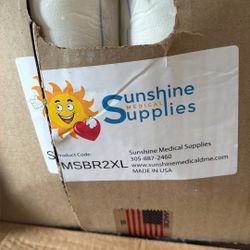 Sunshine
MEDICAL
Supplies
Product Code:
SMSBR2XL
Sunshine Medical Supplies
305-887-2460
www.sunshinemedicaldme.com
MADE IN USA